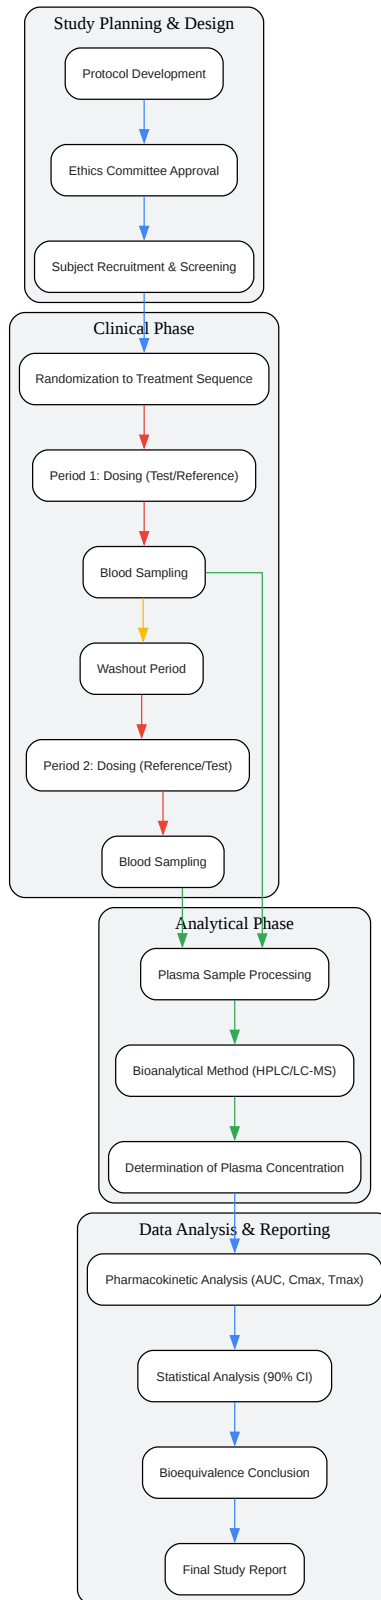 Study Planning & Design
Protocol Development
Ethics Committee Approval
Subject Recruitment & Screening
Clinical Phase
Randomization to Treatment Sequence
Period 1: Dosing (Test/Reference)
Blood Sampling
Washout Period
Period 2: Dosing (Reference/Test)
Blood Sampling
Analytical Phase
Plasma Sample Processing
Bioanalytical Method (HPLC/LC-MS)
Determination of Plasma Concentration
Data Analysis & Reporting
Pharmacokinetic Analysis (AUC, Cmax, Tmax)
Statistical Analysis (90% CI)
Bioequivalence Conclusion
Final Study Report